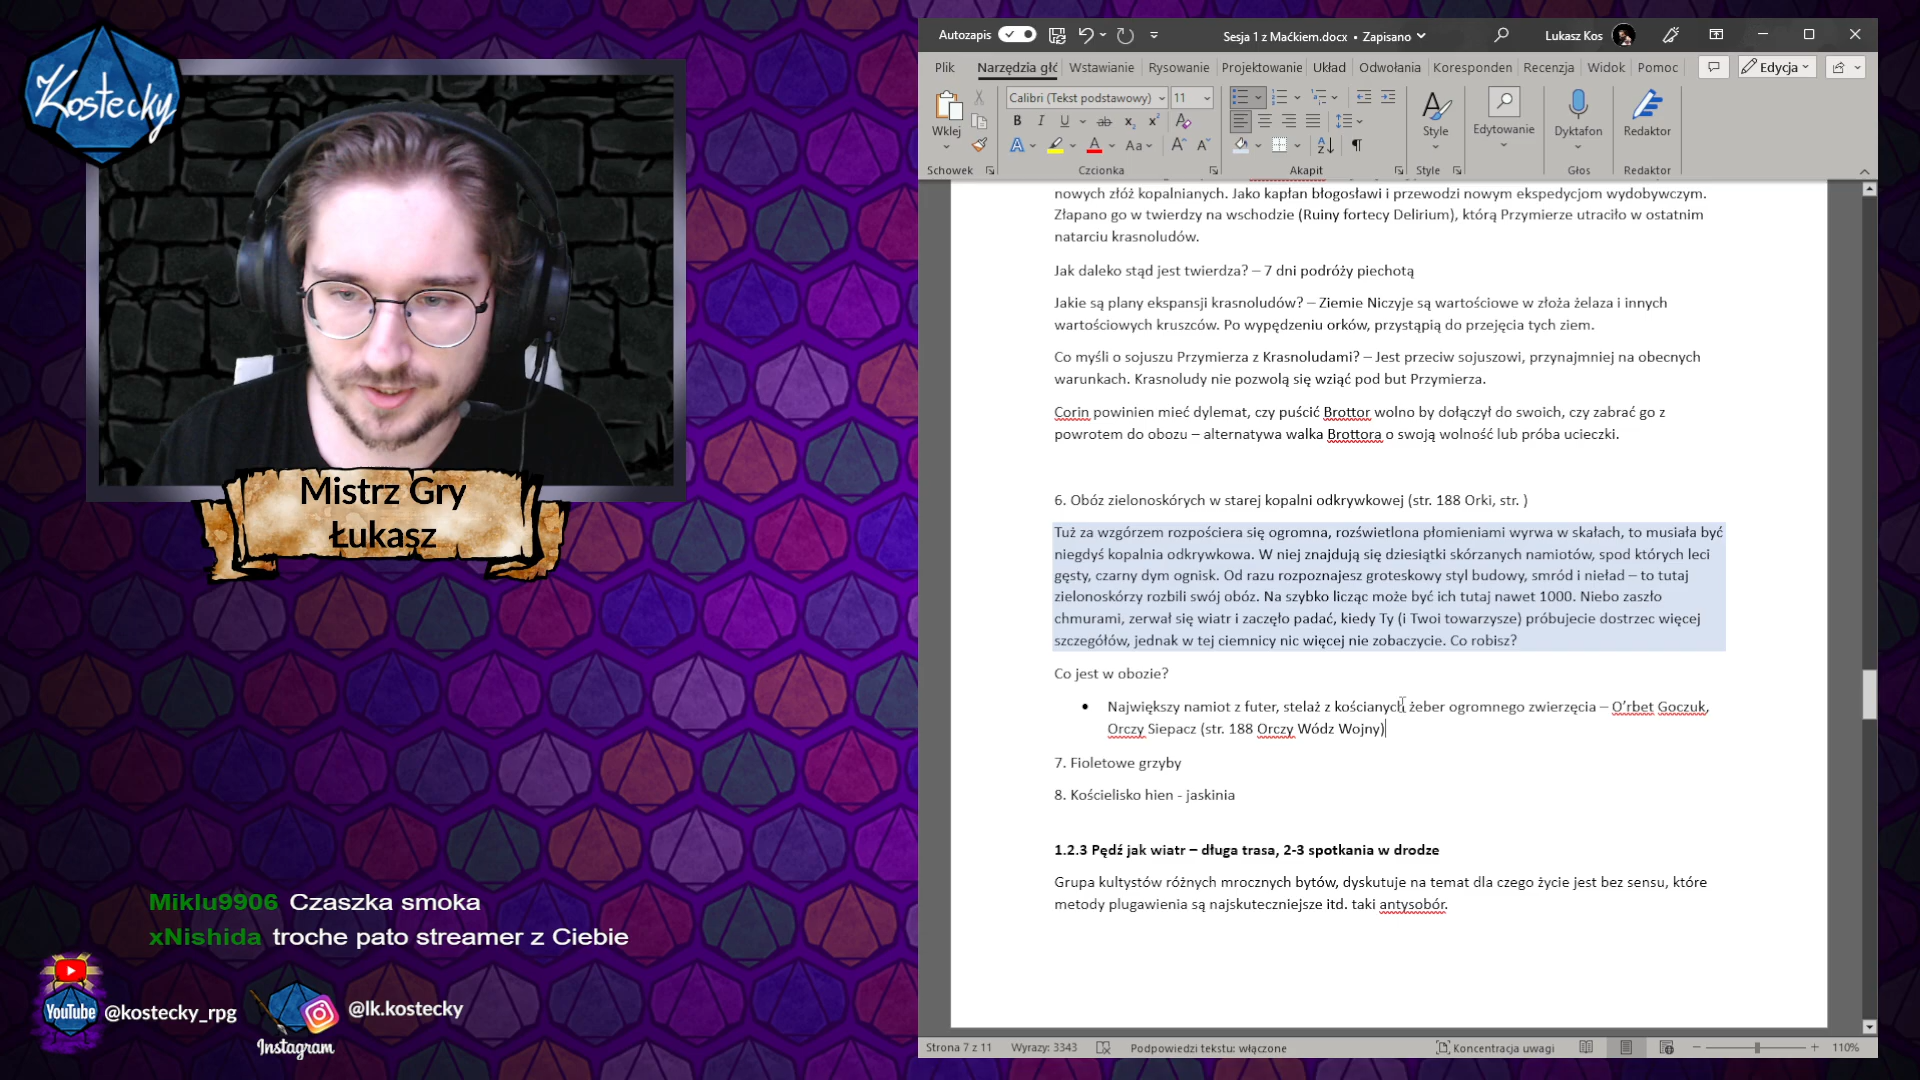 Kostecky
Mistrz Gry
Łukasz
Miklu9906 Czaszka smoka
xNishida troche pato streamer z Ciebie
YouTube @kostecky_rpg
Instagram @lk.kostecky
Autozapis
Sesja 1 z Maćkiem.docx • Zapisano
Lukasz Kos
Plik Narzędzia głó Wstawianie Rysowanie Projektowanie Układ Odwołania Koresponden Recenzja Widok Pomoc Edycja
Calibri (Tekst podstawowy) 11
Wklej
Style Edytowanie Dyktafon Redaktor
Schowek Czcionka Akapit Style Głos Redaktor
nowych złóż kopalnianych. Jako kapłan błogosławi i przewodzi nowym ekspedycjom wydobywczym.
Złapano go w twierdzy na wschodzie (Ruiny fortecy Delirium), którą Przymierze utraciło w ostatnim
natarciu krasnoludów.
Jak daleko stąd jest twierdza? – 7 dni podróży piechotą
Jakie są plany ekspansji krasnoludów? – Ziemie Niczyje są wartościowe w złoża żelaza i innych
wartościowych kruszców. Po wypędzeniu orków, przystąpią do przejęcia tych ziem.
Co myśli o sojuszu Przymierza z Krasnoludami? – Jest przeciw sojuszowi, przynajmniej na obecnych
warunkach. Krasnoludy nie pozwolą się wziąć pod but Przymierza.
Corin powinien mieć dylemat, czy puścić Brottor wolno by dołączył do swoich, czy zabrać go z
powrotem do obozu – alternatywa walka Brottora o swoją wolność lub próba ucieczki.
6. Obóz zielonoskórych w starej kopalni odkrywkowej (str. 188 Orki, str. )
Tuż za wzgórzem rozpościera się ogromna, rozświetlona płomieniami wyrwa w skałach, to musiała być
niegdyś kopalnia odkrywkowa. W niej znajdują się dziesiątki skórzanych namiotów, spod których leci
gęsty, czarny dym ognisk. Od razu rozpoznajesz groteskowy styl budowy, smród i nieład – to tutaj
zielonoskórzy rozbili swój obóz. Na szybko licząc może być ich tutaj nawet 1000. Niebo zaszło
chmurami, zerwał się wiatr i zaczęło padać, kiedy Ty (i Twoi towarzysze) próbujecie dostrzec więcej
szczegółów, jednak w tej ciemnicy nic więcej nie zobaczycie. Co robisz?
Co jest w obozie?
• Największy namiot z futer, stelaż z kościanych żeber ogromnego zwierzęcia – O’rbet Goczuk,
Orczy Siepacz (str. 188 Orczy Wódz Wojny)
7. Fioletowe grzyby
8. Kościelisko hien - jaskinia
1.2.3 Pędź jak wiatr – długa trasa, 2-3 spotkania w drodze
Grupa kultystów różnych mrocznych bytów, dyskutuje na temat dla czego życie jest bez sensu, które
metody plugawienia są najskuteczniejsze itd. taki antysobór.
Strona 7 z 11 Wyrazy: 3343 Podpowiedzi tekstu: włączone Koncentracja uwagi 110%